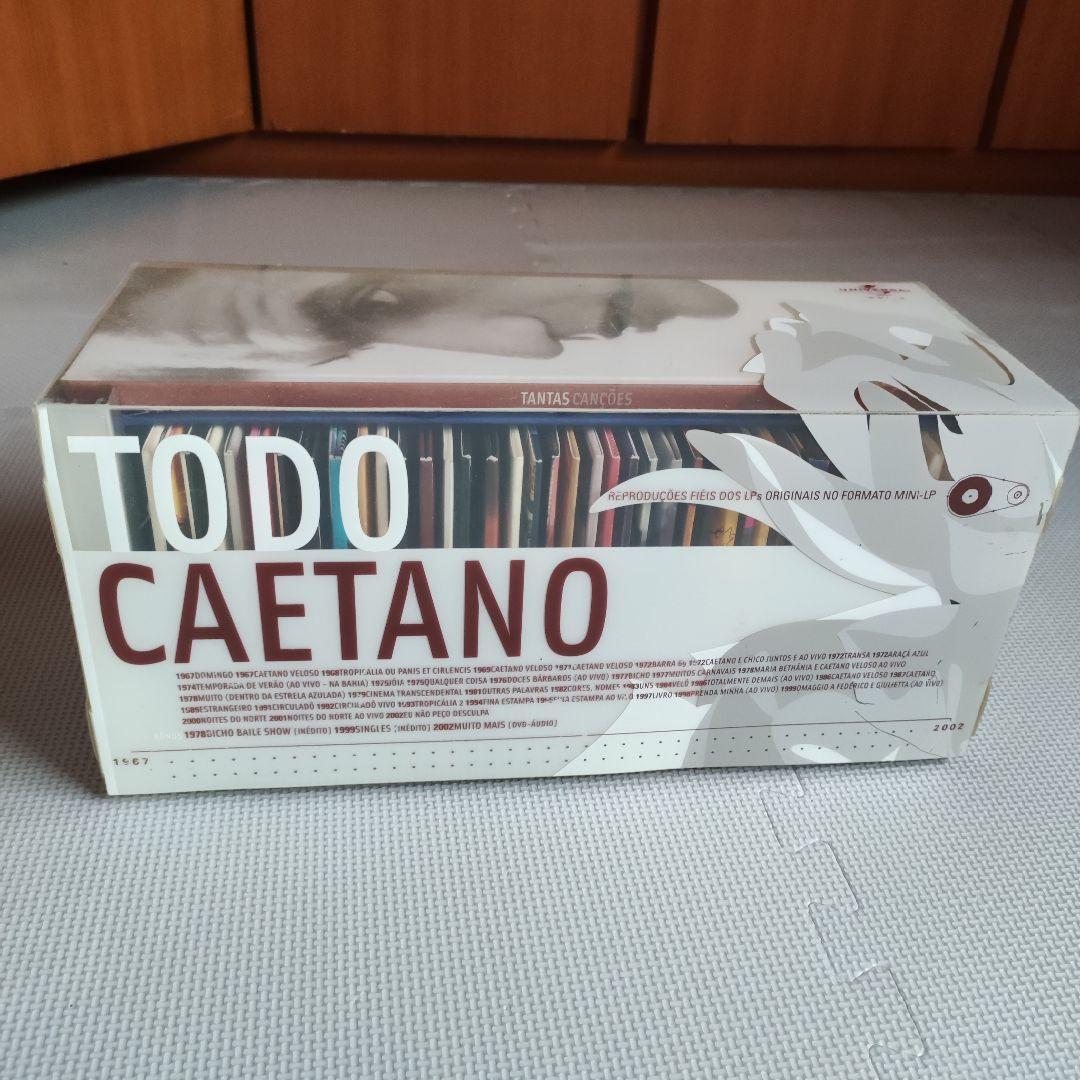 UNIVERSAL
TANTAS CANÇÕES
TODO
REPRODUÇÕES FIÉIS DOS LPs ORIGINAIS NO FORMATO MINI-LP
CAETANO
1967DOMINGO 1967CAETANO VELOSO 1968TROPICÁLIA OU PANIS ET CIRCENCIS 1969CAETANO VELOSO 1971CAETANO VELOSO 1972BARRA 69 1972CAETANO E CHICO JUNTOS E AO VIVO 1972TRANSA 1972ARAÇÁ AZUL
1974TEMPORADA DE VERÃO (AO VIVO - NA BAHIA) 1975JÓIA 1975QUALQUER COISA 1976DOCES BÁRBAROS (AO VIVO) 1977BICHO 1977MUITOS CARNAVAIS 1978MARIA BETHÂNIA E CAETANO VELOSO AO VIVO
1978MUITO (DENTRO DA ESTRELA AZULADA) 1979CINEMA TRANSCENDENTAL 1981OUTRAS PALAVRAS 1982CORES, NOMES 1983UNS 1984VELÔ 1986TOTALMENTE DEMAIS (AO VIVO) 1986CAETANO VELOSO 1987CAETANO
1989ESTRANGEIRO 1991CIRCULADÔ 1992CIRCULADÔ VIVO 1993TROPICÁLIA 2 1994FINA ESTAMPA 1995FINA ESTAMPA AO VIVO 1997LIVRO 1998PRENDA MINHA (AO VIVO) 1999OMAGGIO A FEDERICO E GIULIETTA (AO VIVO)
2000NOITES DO NORTE 2001NOITES DO NORTE AO VIVO 2002EU NÃO PEÇO DESCULPA
BÔNUS 1978BICHO BAILE SHOW (INÉDITO) 1999SINGLES (INÉDITO) 2002MUITO MAIS (DVD-ÁUDIO)
1967
2002